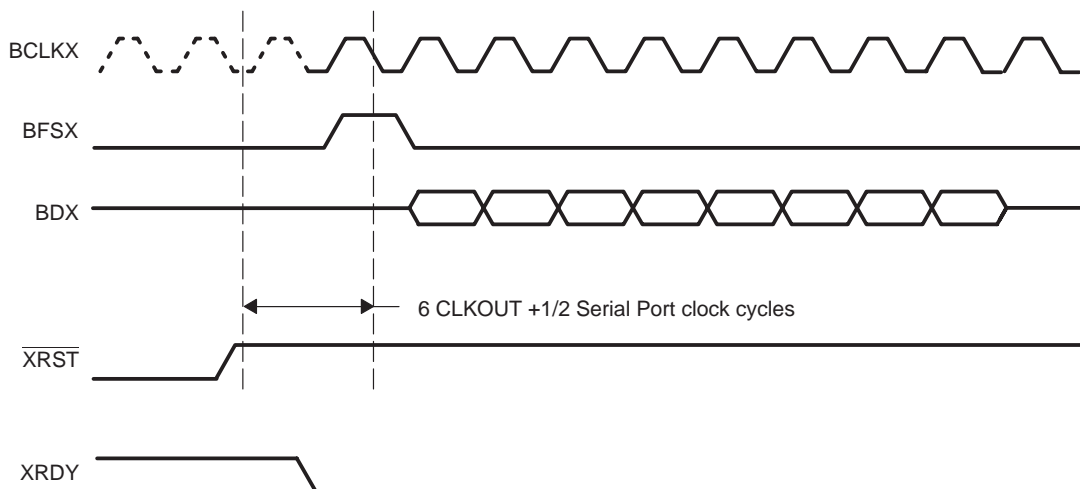 BCLKX
BFSX
BDX
6 CLKOUT +1/2 Serial Port clock cycles
XRST
XRDY